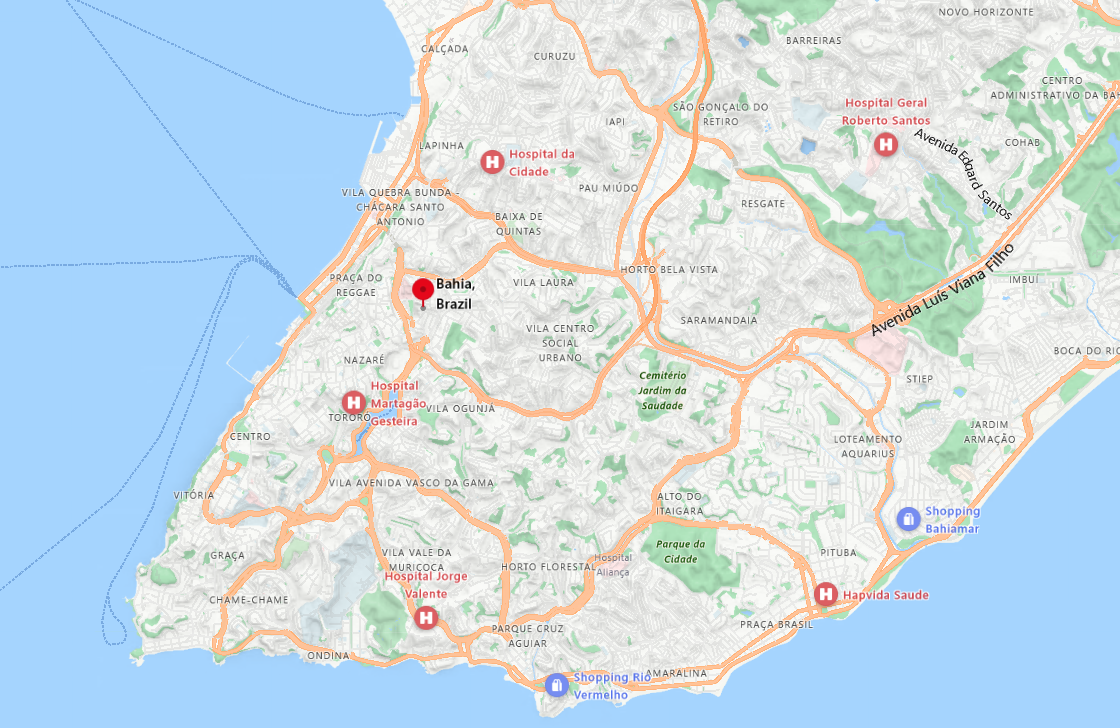 NOVO HORIZONTE
BARREIRAS
CALÇADA
CURUZU
CENTRO
ADMINISTRATIVO DA BAH
Hospital Geral
Roberto Santos
SÃO GONÇALO DO
RETIRO
IAPI
Avenida Edgard Santos
COHAB
LAPINHA
Hospital da
Cidade
PAU MIÚDO
VILA QUEBRA BUNDA -
CHÁCARA SANTO
ANTONIO
RESGATE
BAIXA DE
QUINTAS
Avenida Luís Viana Filho
HORTO BELA VISTA
PRAÇA DO
REGGAE
Bahia,
Brazil
VILA LAURA
IMBUÍ
SARAMANDAIA
VILA CENTRO
SOCIAL
URBANO
BOCA DO RIO
NAZARÉ
Cemitério
Jardim da
Saudade
STIEP
Hospital
Martagão
Gesteira
TORORÓ
VILA OGUNJÁ
JARDIM
ARMAÇÃO
CENTRO
LOTEAMENTO
AQUARIUS
VILA AVENIDA VASCO DA GAMA
VITÓRIA
ALTO DO
ITAIGARA
Shopping
Bahiamar
GRAÇA
VILA VALE DA
MURICOCA
Parque da
Cidade
PITUBA
Hospital
Aliança
HORTO FLORESTAL
Hospital Jorge
Valente
CHAME-CHAME
Hapvida Saude
PARQUE CRUZ
AGUIAR
PRAÇA BRASIL
ONDINA
Shopping Rio
Vermelho
AMARALINA